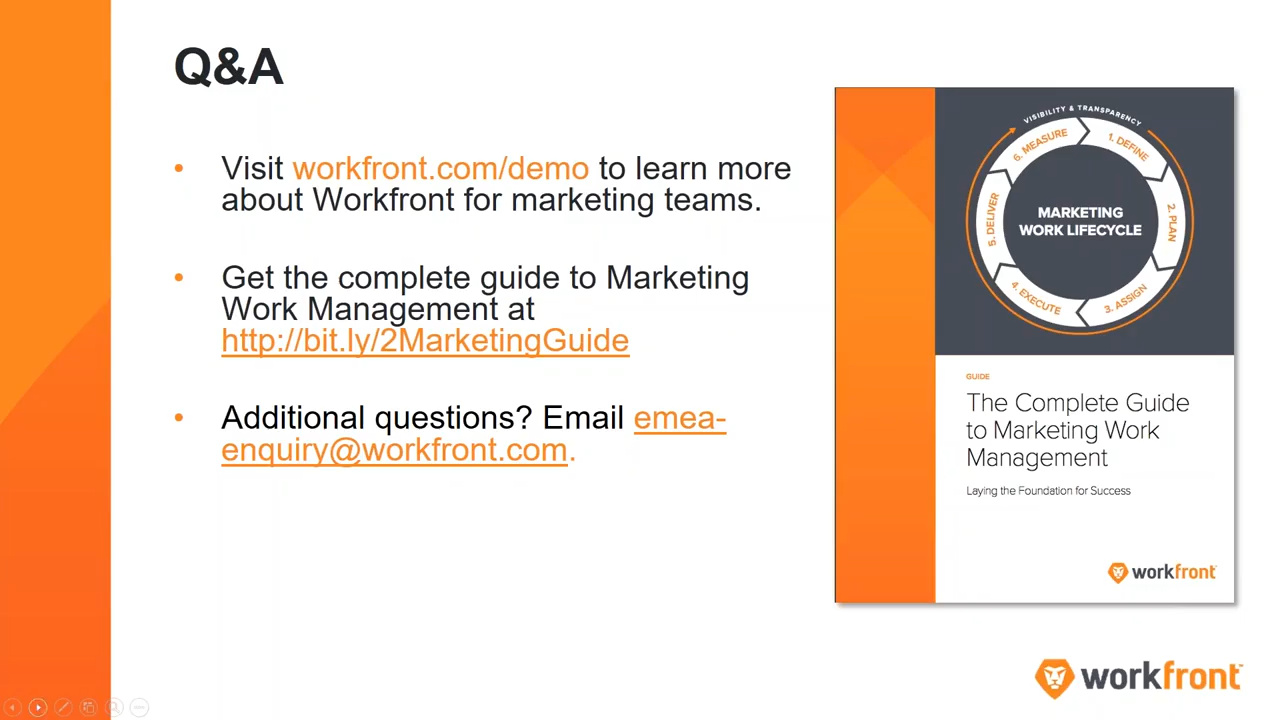 Q&A
• Visit workfront.com/demo to learn more
about Workfront for marketing teams.
• Get the complete guide to Marketing
Work Management at
http://bit.ly/2MarketingGuide
• Additional questions? Email emea-
enquiry@workfront.com.
VISIBILITY & TRANSPARENCY
1. DEFINE
2. PLAN
3. ASSIGN
4. EXECUTE
5. DELIVER
6. MEASURE
MARKETING
WORK LIFECYCLE
GUIDE
The Complete Guide
to Marketing Work
Management
Laying the Foundation for Success
workfront
workfront™